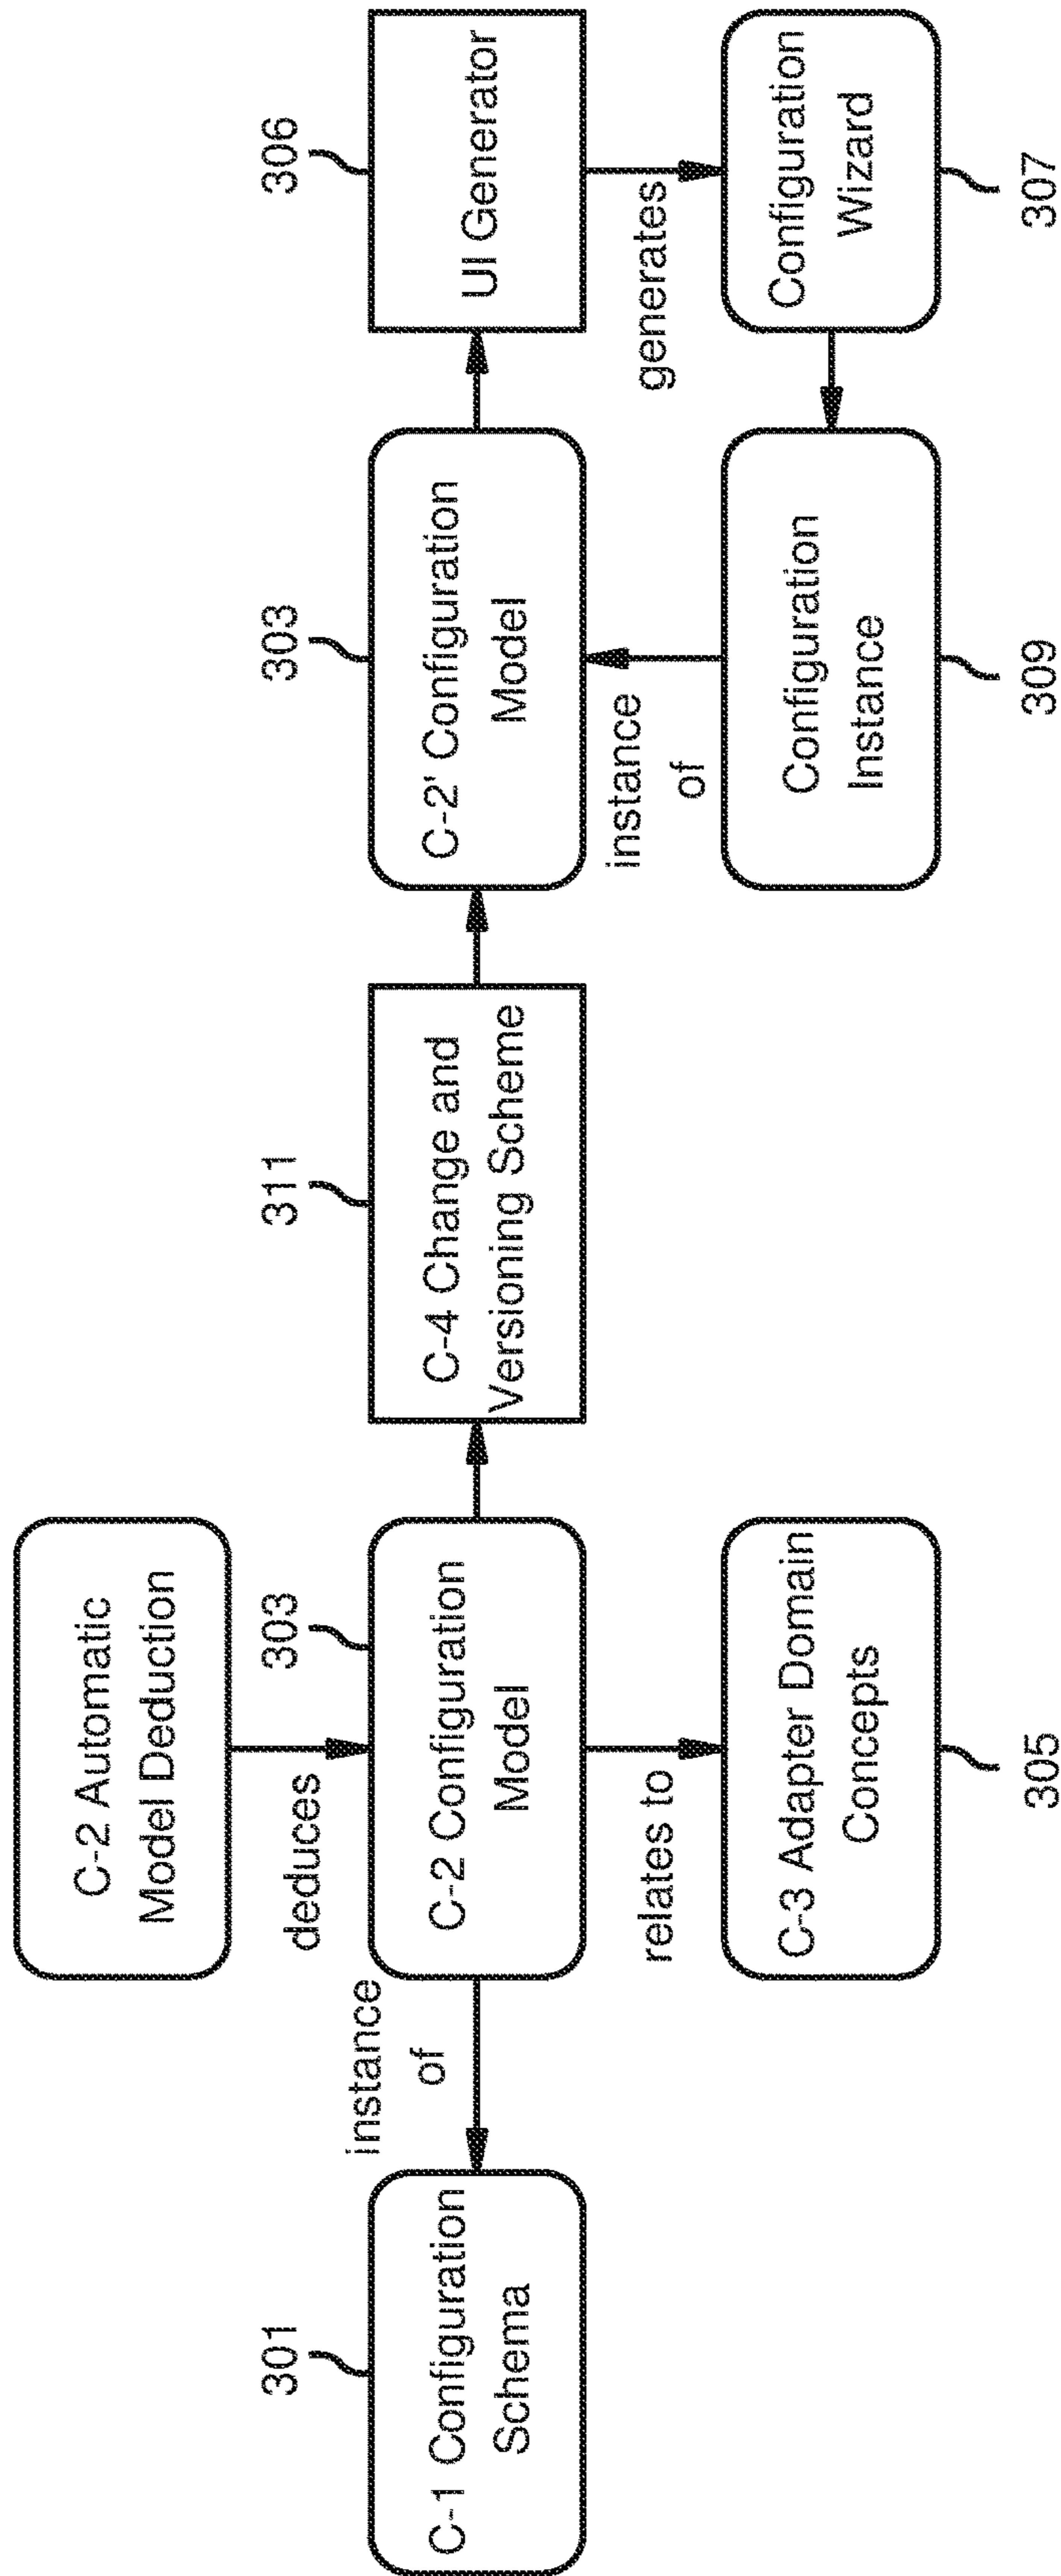 C-2 Automatic
Model Deduction
deduces
301
C-1 Configuration
Schema
instance
of
303
C-2 Configuration
Model
311
C-4 Change and
Versioning Scheme
303
C-2' Configuration
Model
306
UI Generator
relates to
C-3 Adapter Domain
Concepts
305
instance
of
Configuration
Instance
309
generates
Configuration
Wizard
307